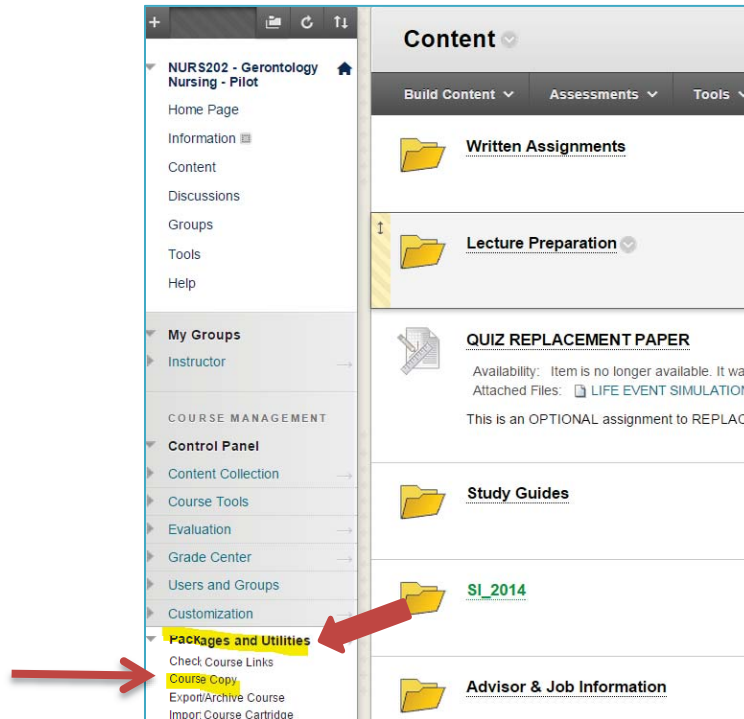 NURS202 - Gerontology
Nursing - Pilot
Home Page
Information
Content
Discussions
Groups
Tools
Help
My Groups
Instructor
COURSE MANAGEMENT
Control Panel
Content Collection
Course Tools
Evaluation
Grade Center
Users and Groups
Customization
Packages and Utilities
Check Course Links
Course Copy
Export/Archive Course
Import Course Cartridge
Content
Build Content
Assessments
Tools
Written Assignments
Lecture Preparation
QUIZ REPLACEMENT PAPER
Availability: Item is no longer available. It wa
Attached Files: LIFE EVENT SIMULATION
This is an OPTIONAL assignment to REPLAC
Study Guides
SI_2014
Advisor & Job Information